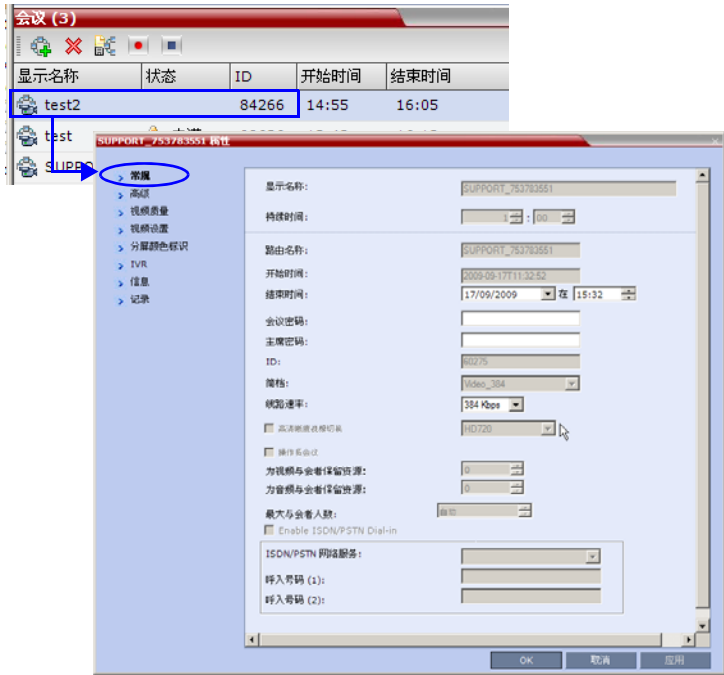 会议 (3)
显示名称 状态 ID 开始时间 结束时间
test2 84266 14:55 16:05
test
SUPPO
SUPPORT_753783551 属性
常规
高级
视频质量
视频设置
分屏颜色标识
IVR
信息
记录
显示名称: SUPPORT_753783551
持续时间: 1 : 00
路由名称: SUPPORT_753783551
开始时间: 2009-09-17T11:32:52
结束时间: 17/09/2009 在 15:32
会议密码:
主席密码:
ID: 60275
简档: Video_384
线路速率: 384 Kbps
HD720
操作员会议
为视频与会者保留资源: 0
为音频与会者保留资源: 0
最大与会者人数: 自动
Enable ISDN/PSTN Dial-in
ISDN/PSTN 网络服务:
呼入号码 (1):
呼入号码 (2):
OK 取消 应用